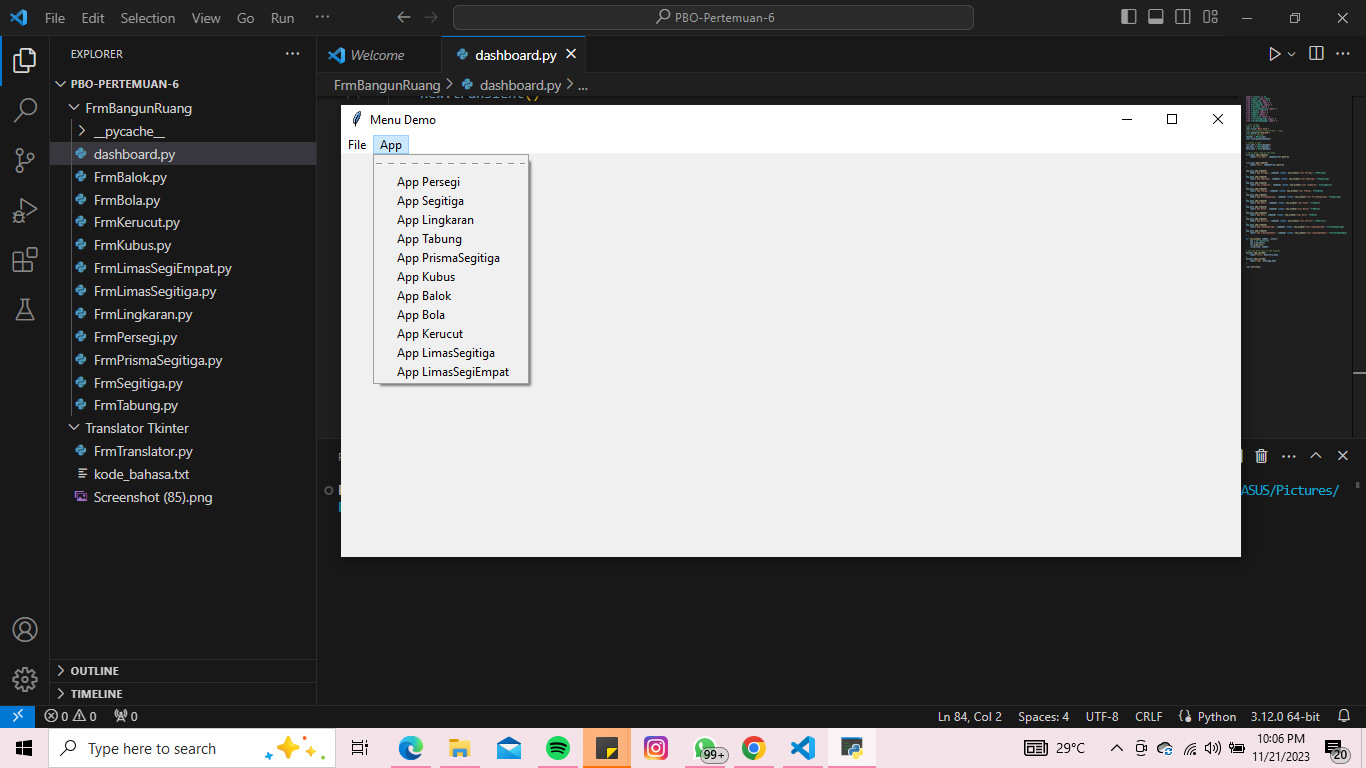 File Edit Selection View Go Run ··· PBO-Pertemuan-6
EXPLORER ···
Welcome dashboard.py
PBO-PERTEMUAN-6
FrmBangunRuang > dashboard.py > ...
FrmBangunRuang
__pycache__
dashboard.py
FrmBalok.py
FrmBola.py
FrmKerucut.py
FrmKubus.py
FrmLimasSegiEmpat.py
FrmLimasSegitiga.py
FrmLingkaran.py
FrmPersegi.py
FrmPrismaSegitiga.py
FrmSegitiga.py
FrmTabung.py
Translator Tkinter
FrmTranslator.py
kode_bahasa.txt
Screenshot (85).png
OUTLINE
TIMELINE
Menu Demo
File App
App Persegi
App Segitiga
App Lingkaran
App Tabung
App PrismaSegitiga
App Kubus
App Balok
App Bola
App Kerucut
App LimasSegitiga
App LimasSegiEmpat
ASUS/Pictures/
0 0 0 Ln 84, Col 2 Spaces: 4 UTF-8 CRLF Python 3.12.0 64-bit
Type here to search
99+
29°C
10:06 PM
11/21/2023
20